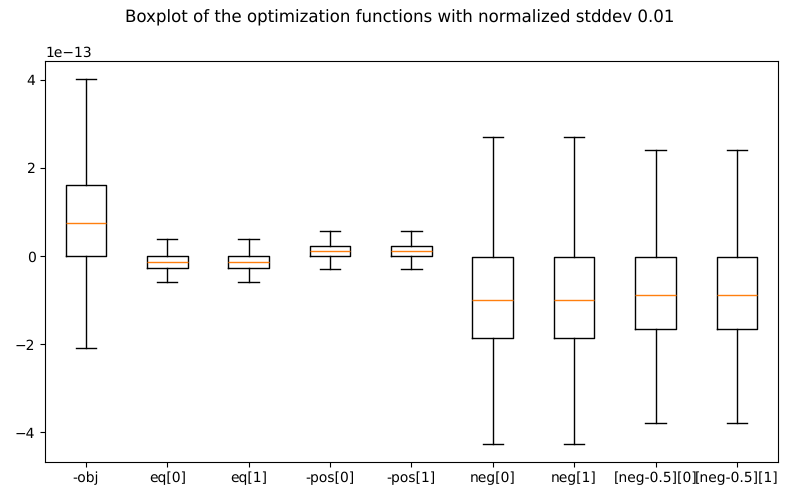 Boxplot of the optimization functions with normalized stddev 0.01
1e−13
4
2
0
−2
−4
-obj eq[0] eq[1] -pos[0] -pos[1] neg[0] neg[1] [neg-0.5][0] [neg-0.5][1]